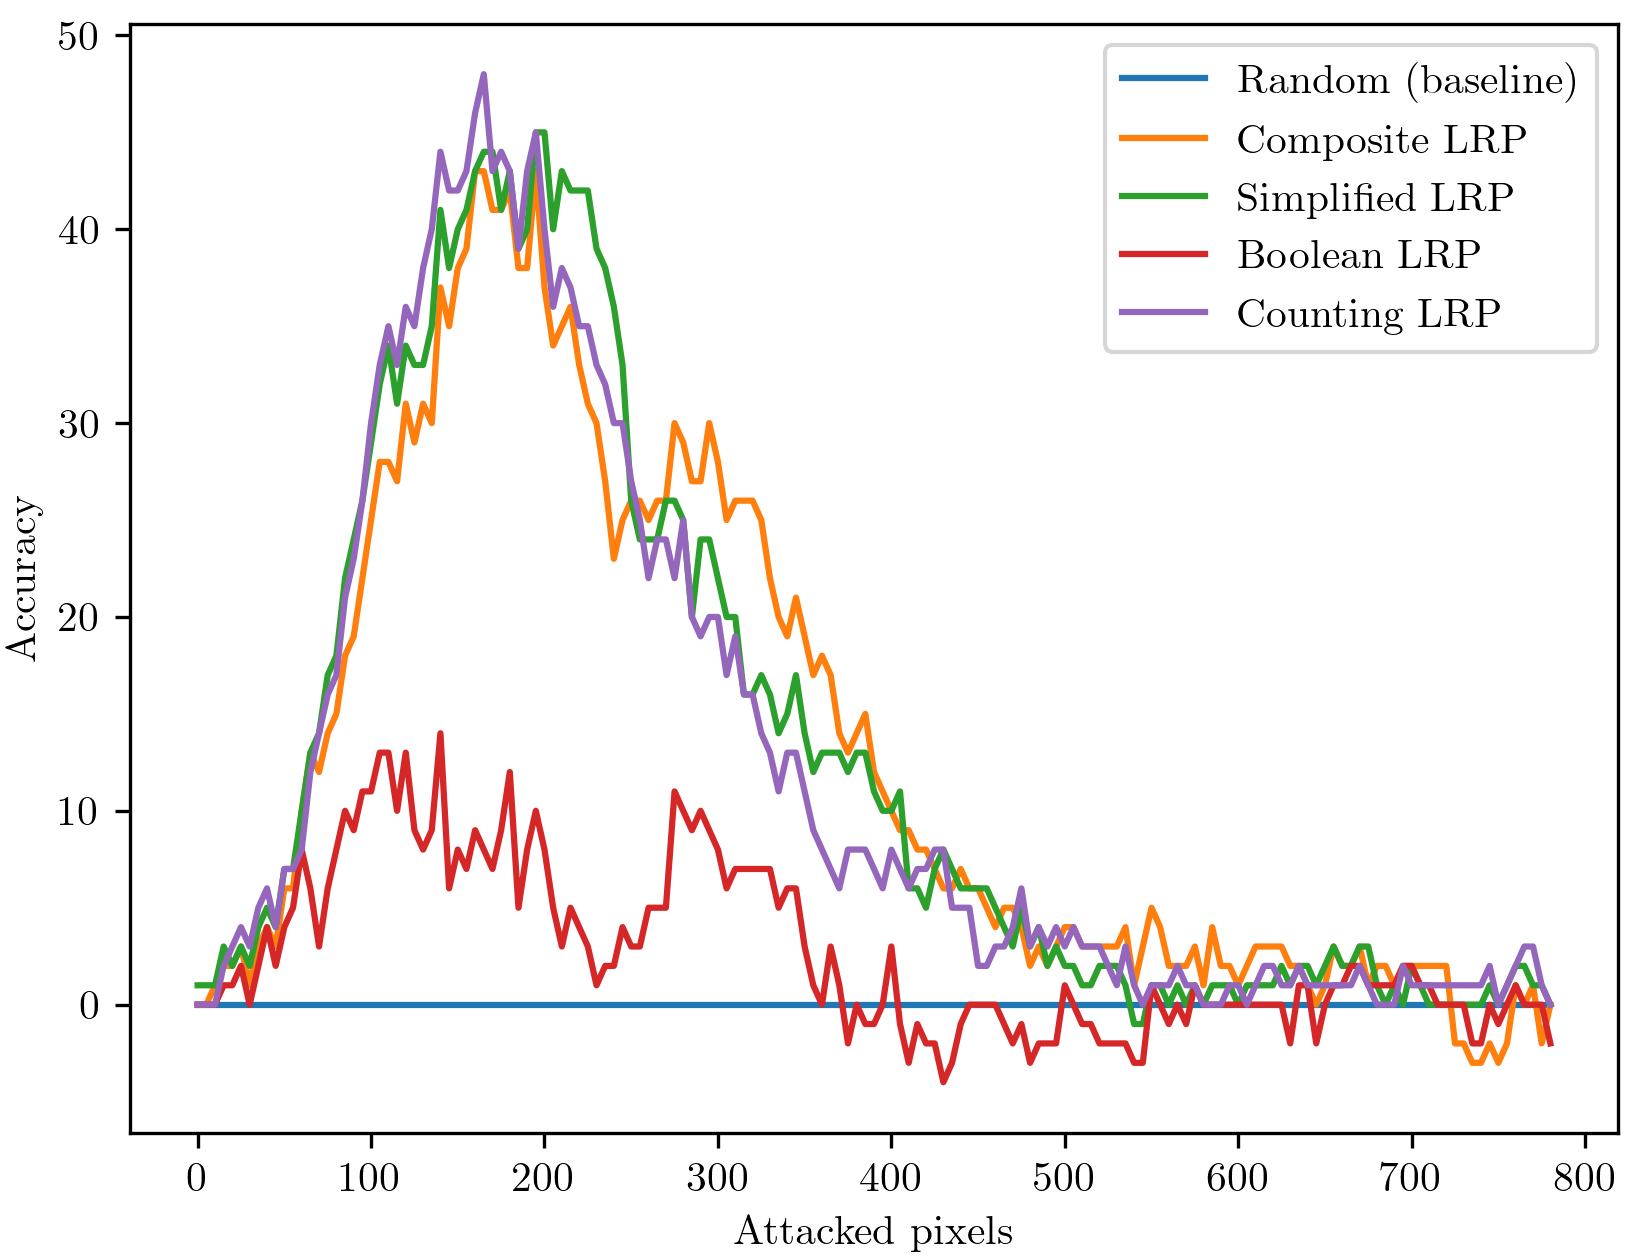 50
40
30
20
10
0
Accuracy
Random (baseline)
Composite LRP
Simplified LRP
Boolean LRP
Counting LRP
0 100 200 300 400 500 600 700 800
Attacked pixels